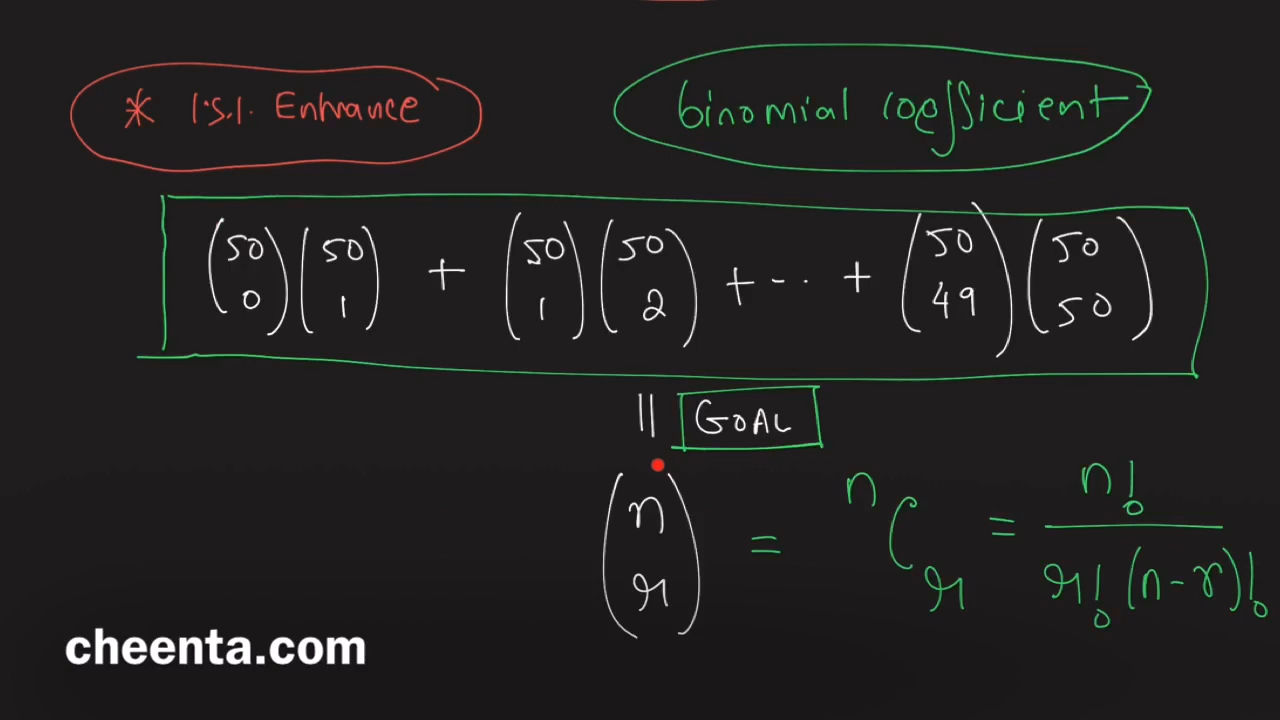 * I.S.I. Entrance
binomial coefficient
(50 0)(50 1) + (50 1)(50 2) + ... + (50 49)(50 50)
|| GOAL
(n r) = nCr = n! / r!(n-r)!
cheenta.com